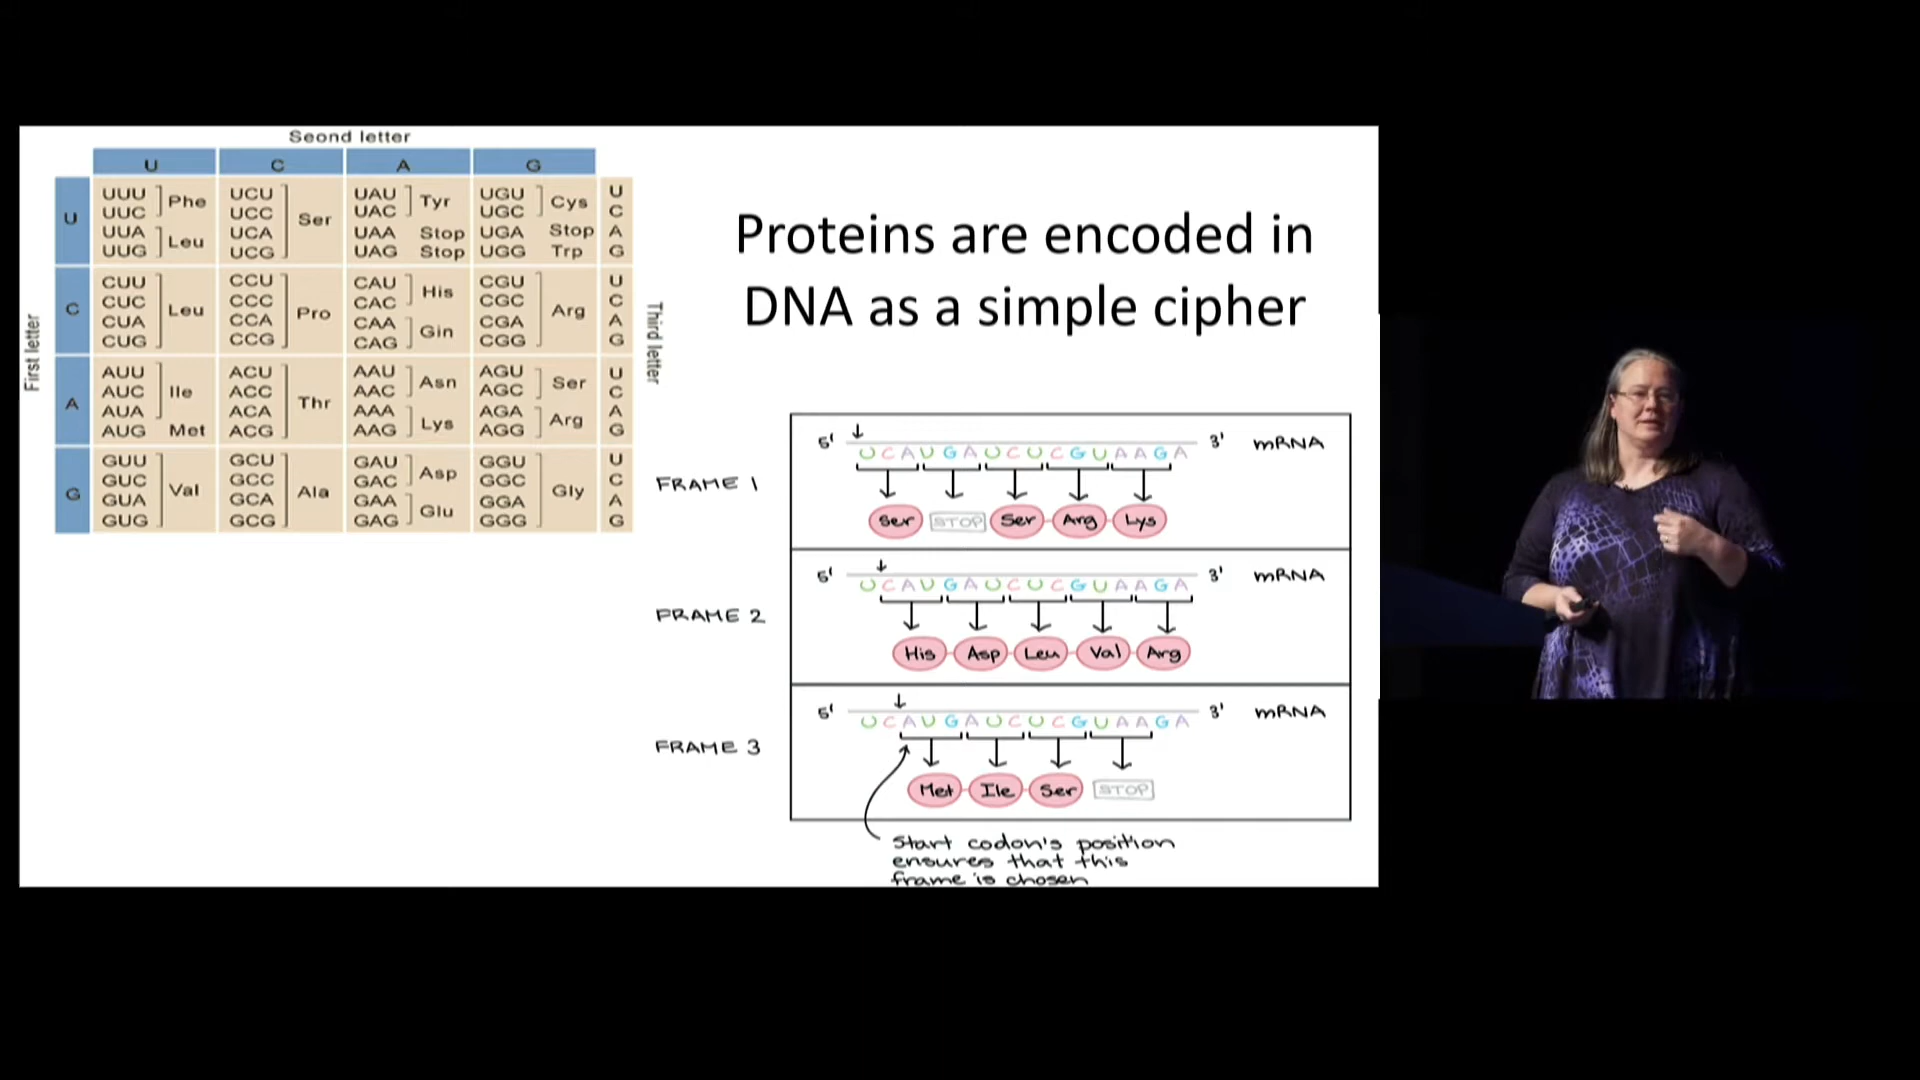 Seond letter
U C A G
First letter
Third letter
U
UUU UUC Phe
UUA UUG Leu
UCU UCC UCA UCG Ser
UAU UAC Tyr
UAA Stop
UAG Stop
UGU UGC Cys
UGA Stop
UGG Trp
U C A G
C
CUU CUC CUA CUG Leu
CCU CCC CCA CCG Pro
CAU CAC His
CAA CAG Gin
CGU CGC CGA CGG Arg
U C A G
A
AUU AUC AUA Ile
AUG Met
ACU ACC ACA ACG Thr
AAU AAC Asn
AAA AAG Lys
AGU AGC Ser
AGA AGG Arg
U C A G
G
GUU GUC GUA GUG Val
GCU GCC GCA GCG Ala
GAU GAC Asp
GAA GAG Glu
GGU GGC GGA GGG Gly
U C A G
Proteins are encoded in
DNA as a simple cipher
FRAME 1
5' 3' mRNA
UCAUGAUCUCGUAAGA
Ser STOP Ser Arg Lys
FRAME 2
5' 3' mRNA
UCAUGAUCUCGUAAGA
His Asp Leu Val Arg
FRAME 3
5' 3' mRNA
UCAUGAUCUCGUAAGA
Met Ile Ser STOP
Start codon's position
ensures that this
frame is chosen